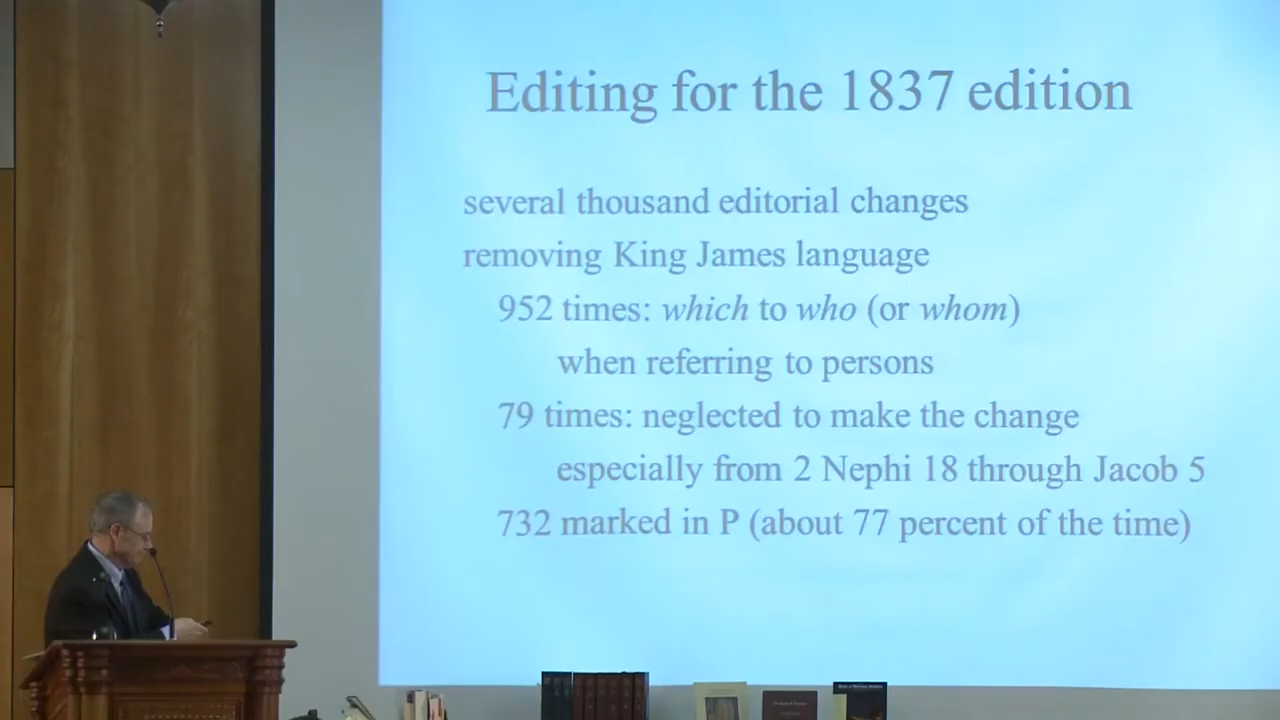 Editing for the 1837 edition
several thousand editorial changes
removing King James language
952 times: which to who (or whom)
when referring to persons
79 times: neglected to make the change
especially from 2 Nephi 18 through Jacob 5
732 marked in P (about 77 percent of the time)